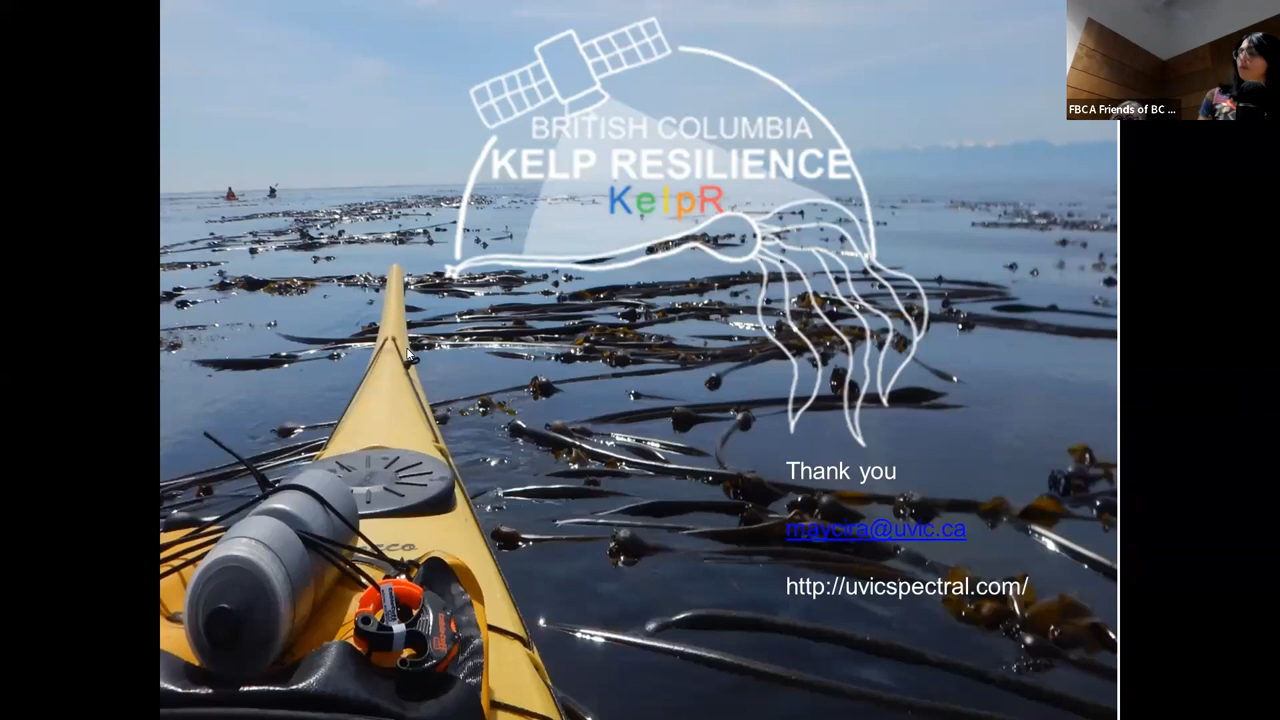 BRITISH COLUMBIA
KELP RESILIENCE
KelpR
Thank you
maycira@uvic.ca
http://uvicspectral.com/
FBCA Friends of BC ...